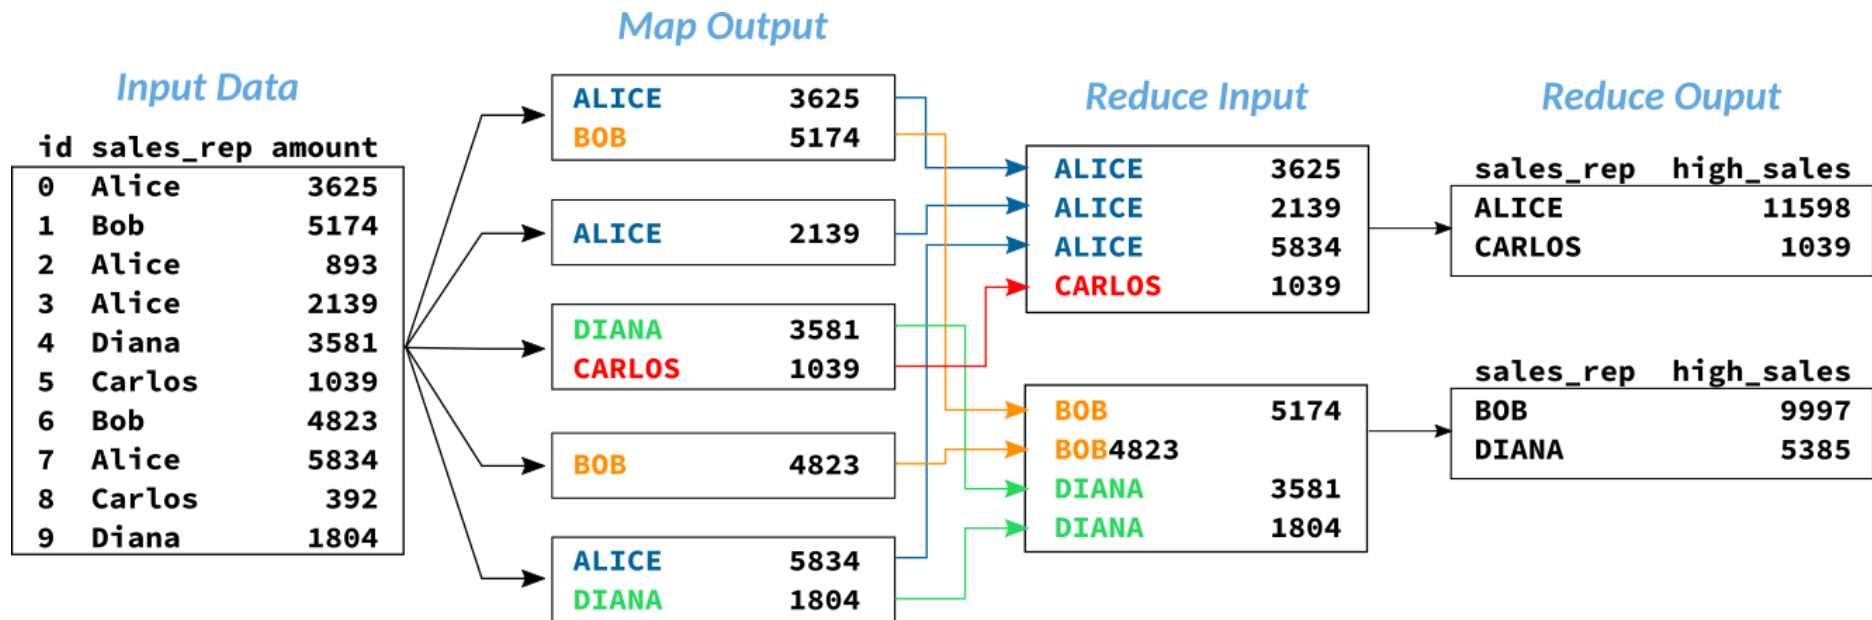 Map Output
Input Data
Reduce Input
Reduce Ouput
id sales_rep amount
0 Alice 3625
1 Bob 5174
2 Alice 893
3 Alice 2139
4 Diana 3581
5 Carlos 1039
6 Bob 4823
7 Alice 5834
8 Carlos 392
9 Diana 1804
ALICE 3625
BOB 5174
ALICE 2139
DIANA 3581
CARLOS 1039
BOB 4823
ALICE 5834
DIANA 1804
ALICE 3625
ALICE 2139
ALICE 5834
CARLOS 1039
BOB 5174
BOB4823
DIANA 3581
DIANA 1804
sales_rep high_sales
ALICE 11598
CARLOS 1039
sales_rep high_sales
BOB 9997
DIANA 5385